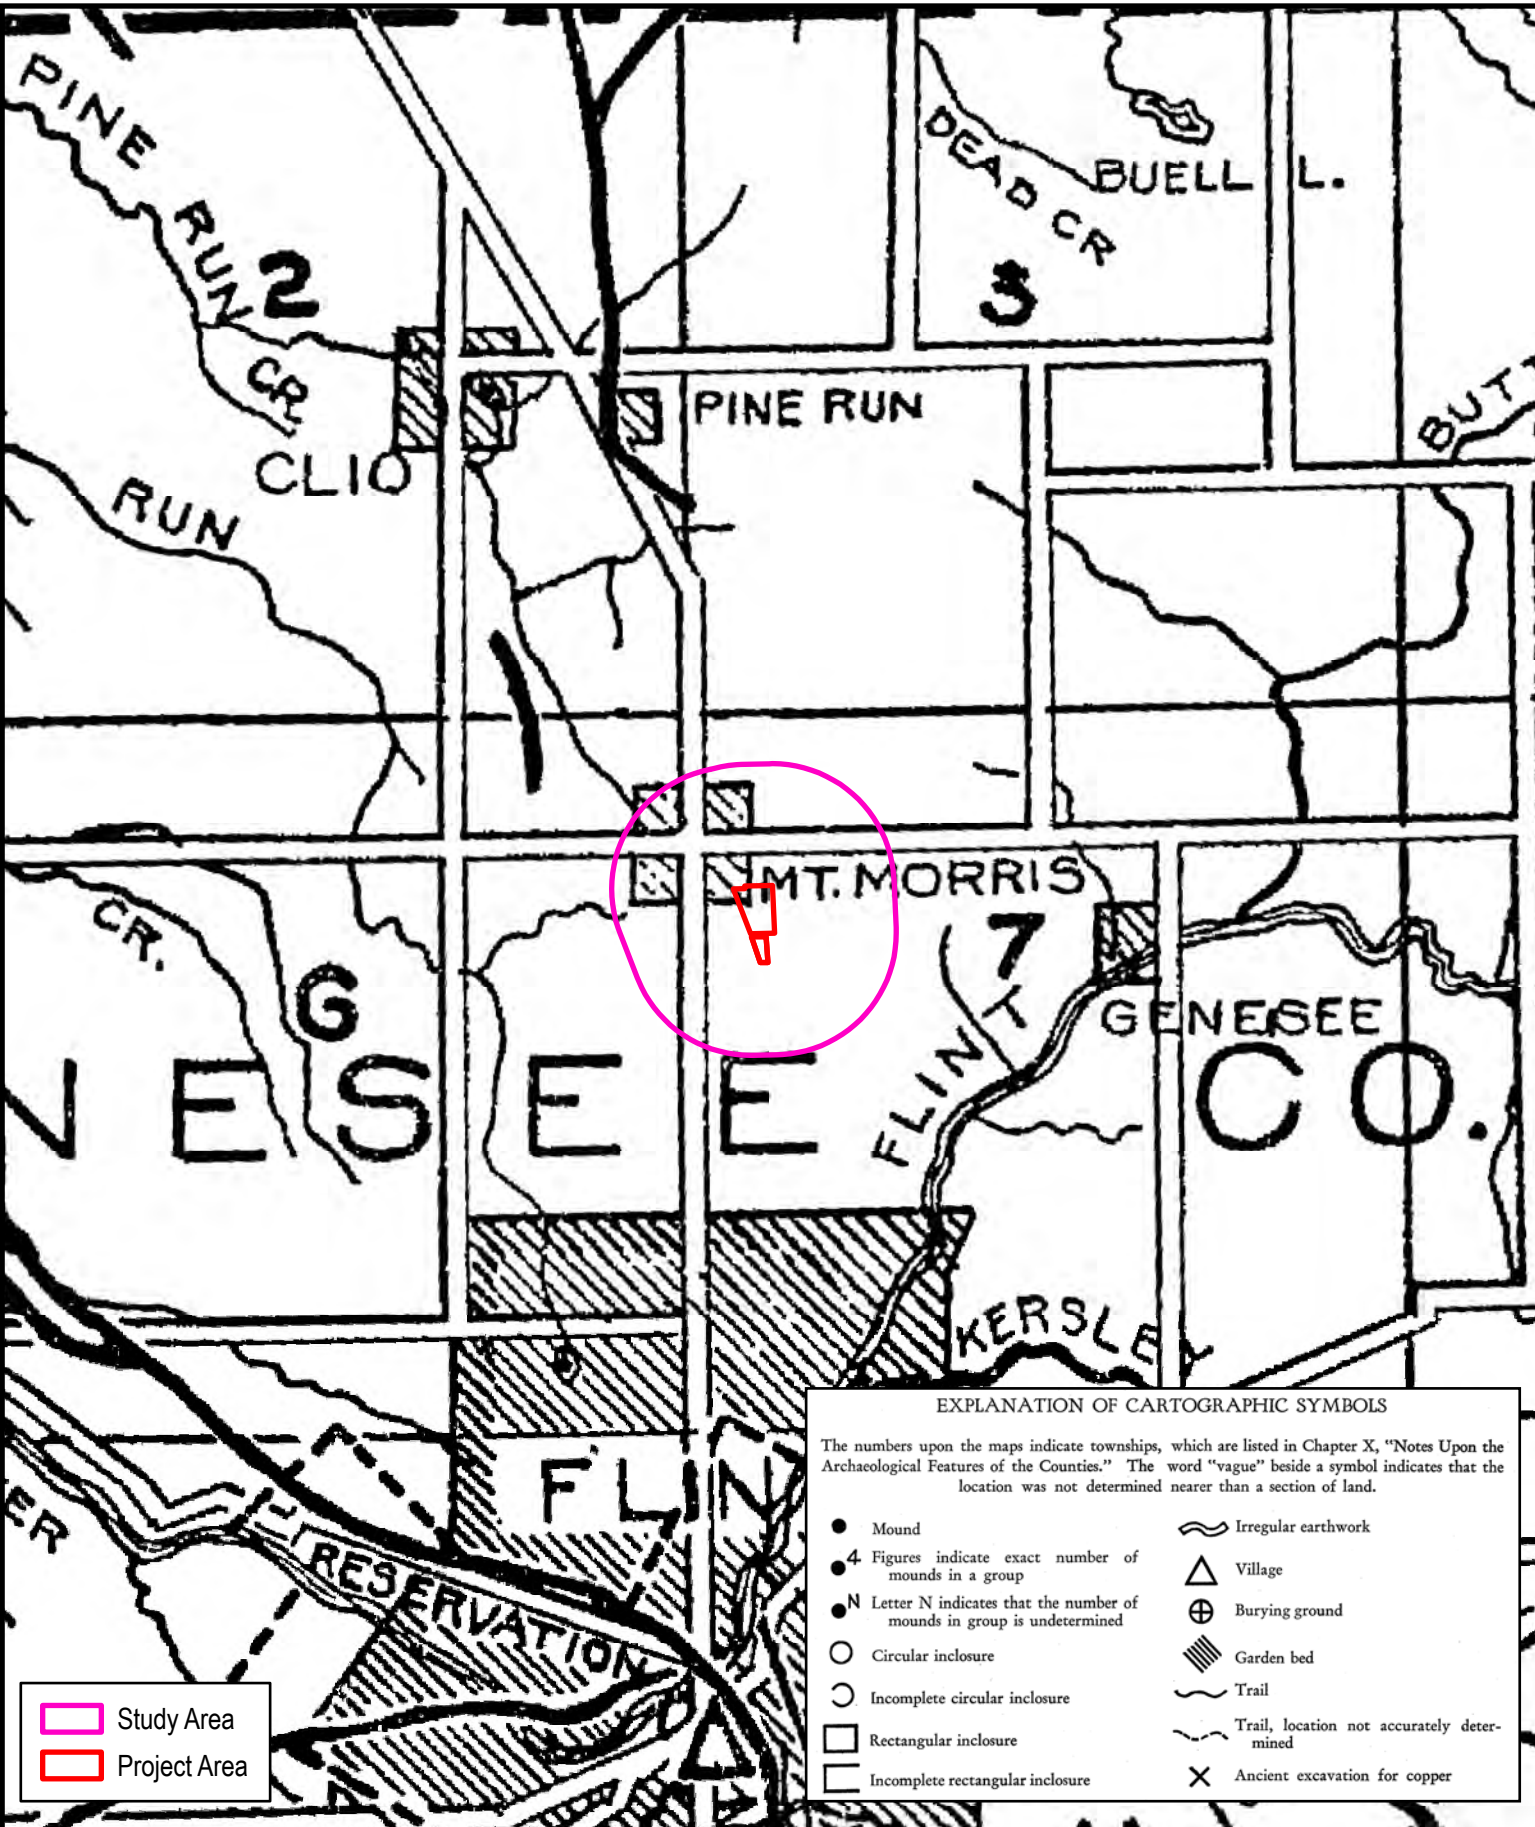 PINE
RUN
CR
2
DEAD CR
BUELL L.
3
PINE RUN
CLIO
BUTT
RUN
MT. MORRIS
7
CR.
G
GENESEE
NESEE CO.
FLINT
KERSLE
FLIN
ER
RESERVATION
EXPLANATION OF CARTOGRAPHIC SYMBOLS
The numbers upon the maps indicate townships, which are listed in Chapter X, "Notes Upon the
Archaeological Features of the Counties." The word "vague" beside a symbol indicates that the
location was not determined nearer than a section of land.
Mound
4 Figures indicate exact number of
mounds in a group
N Letter N indicates that the number of
mounds in group is undetermined
Circular inclosure
Incomplete circular inclosure
Rectangular inclosure
Incomplete rectangular inclosure
Irregular earthwork
Village
Burying ground
Garden bed
Trail
Trail, location not accurately deter-
mined
Ancient excavation for copper
Study Area
Project Area